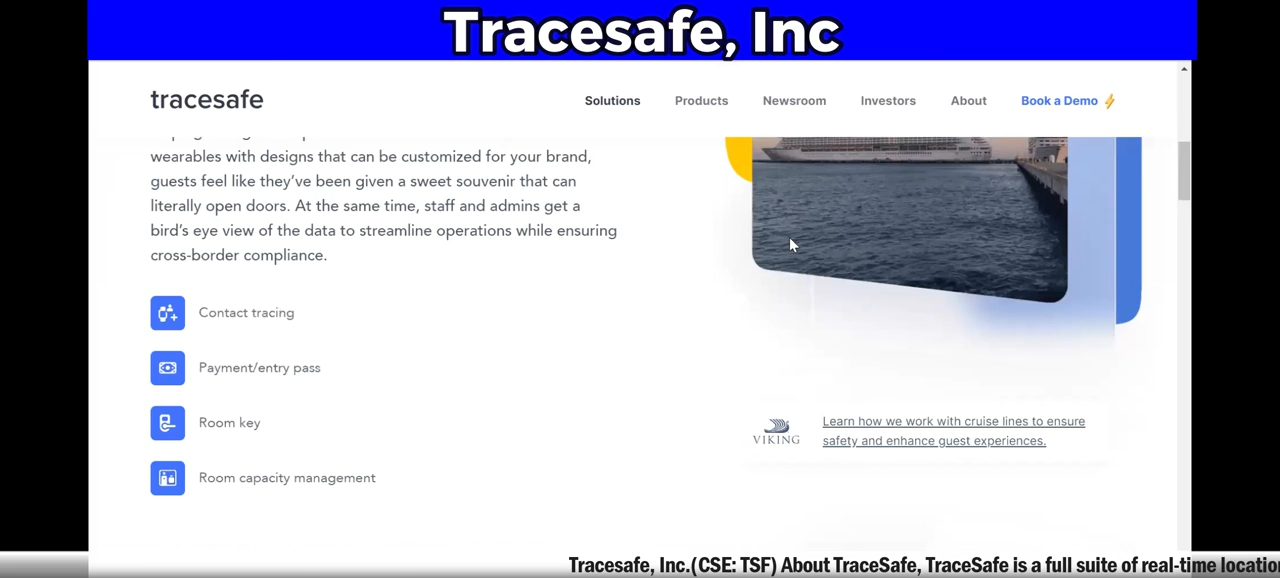 Tracesafe, Inc
tracesafe
Solutions
Products
Newsroom
Investors
About
Book a Demo
wearables with designs that can be customized for your brand,
guests feel like they've been given a sweet souvenir that can
literally open doors. At the same time, staff and admins get a
bird's eye view of the data to streamline operations while ensuring
cross-border compliance.
Contact tracing
Payment/entry pass
Room key
Room capacity management
VIKING
Learn how we work with cruise lines to ensure
safety and enhance guest experiences.
Tracesafe, Inc.(CSE: TSF) About TraceSafe, TraceSafe is a full suite of real-time locatio